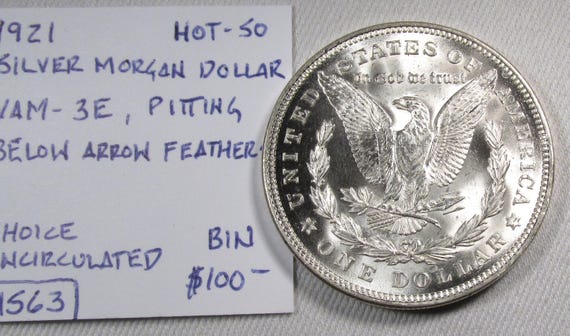 1921 HOT-50
SILVER MORGAN DOLLAR
VAM-3E, PITTING
BELOW ARROW FEATHER
HOICE BIN
NCIRCULATED $100-
1563
UNITED STATES OF AMERICA
In God we trust
ONE DOLLAR